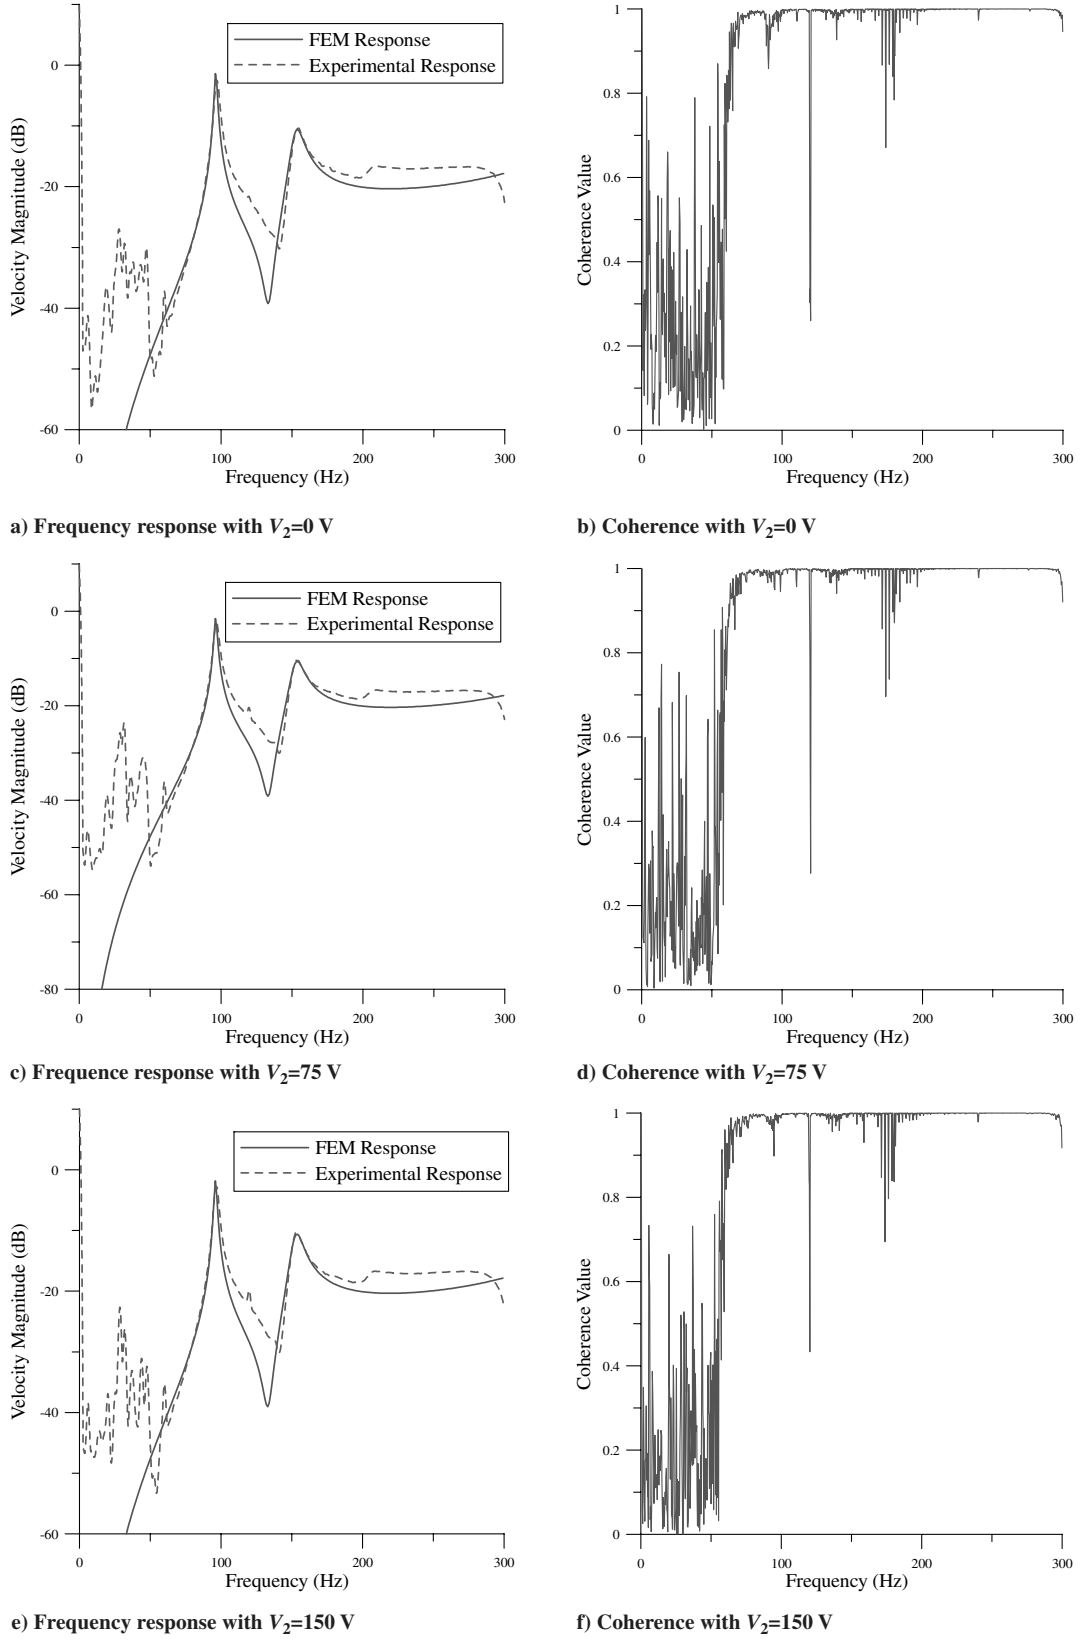 FEM Response
Experimental Response
0
-20
-40
-60
0
100
200
300
Velocity Magnitude (dB)
Frequency (Hz)
a) Frequency response with V2=0 V
1
0.8
0.6
0.4
0.2
0
0
100
200
300
Coherence Value
Frequency (Hz)
b) Coherence with V2=0 V
FEM Response
Experimental Response
0
-20
-40
-60
-80
0
100
200
300
Velocity Magnitude (dB)
Frequency (Hz)
c) Frequence response with V2=75 V
1
0.8
0.6
0.4
0.2
0
0
100
200
300
Coherence Value
Frequency (Hz)
d) Coherence with V2=75 V
FEM Response
Experimental Response
0
-20
-40
-60
0
100
200
300
Velocity Magnitude (dB)
Frequency (Hz)
e) Frequency response with V2=150 V
1
0.8
0.6
0.4
0.2
0
0
100
200
300
Coherence Value
Frequency (Hz)
f) Coherence with V2=150 V